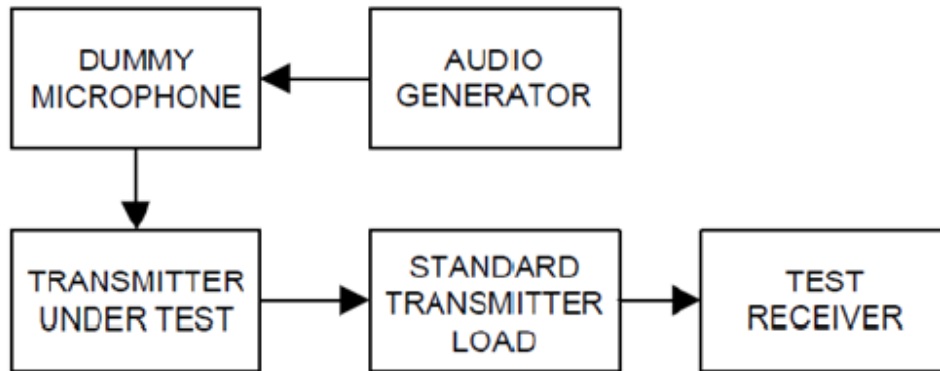 DUMMY
MICROPHONE
AUDIO
GENERATOR
TRANSMITTER
UNDER TEST
STANDARD
TRANSMITTER
LOAD
TEST
RECEIVER